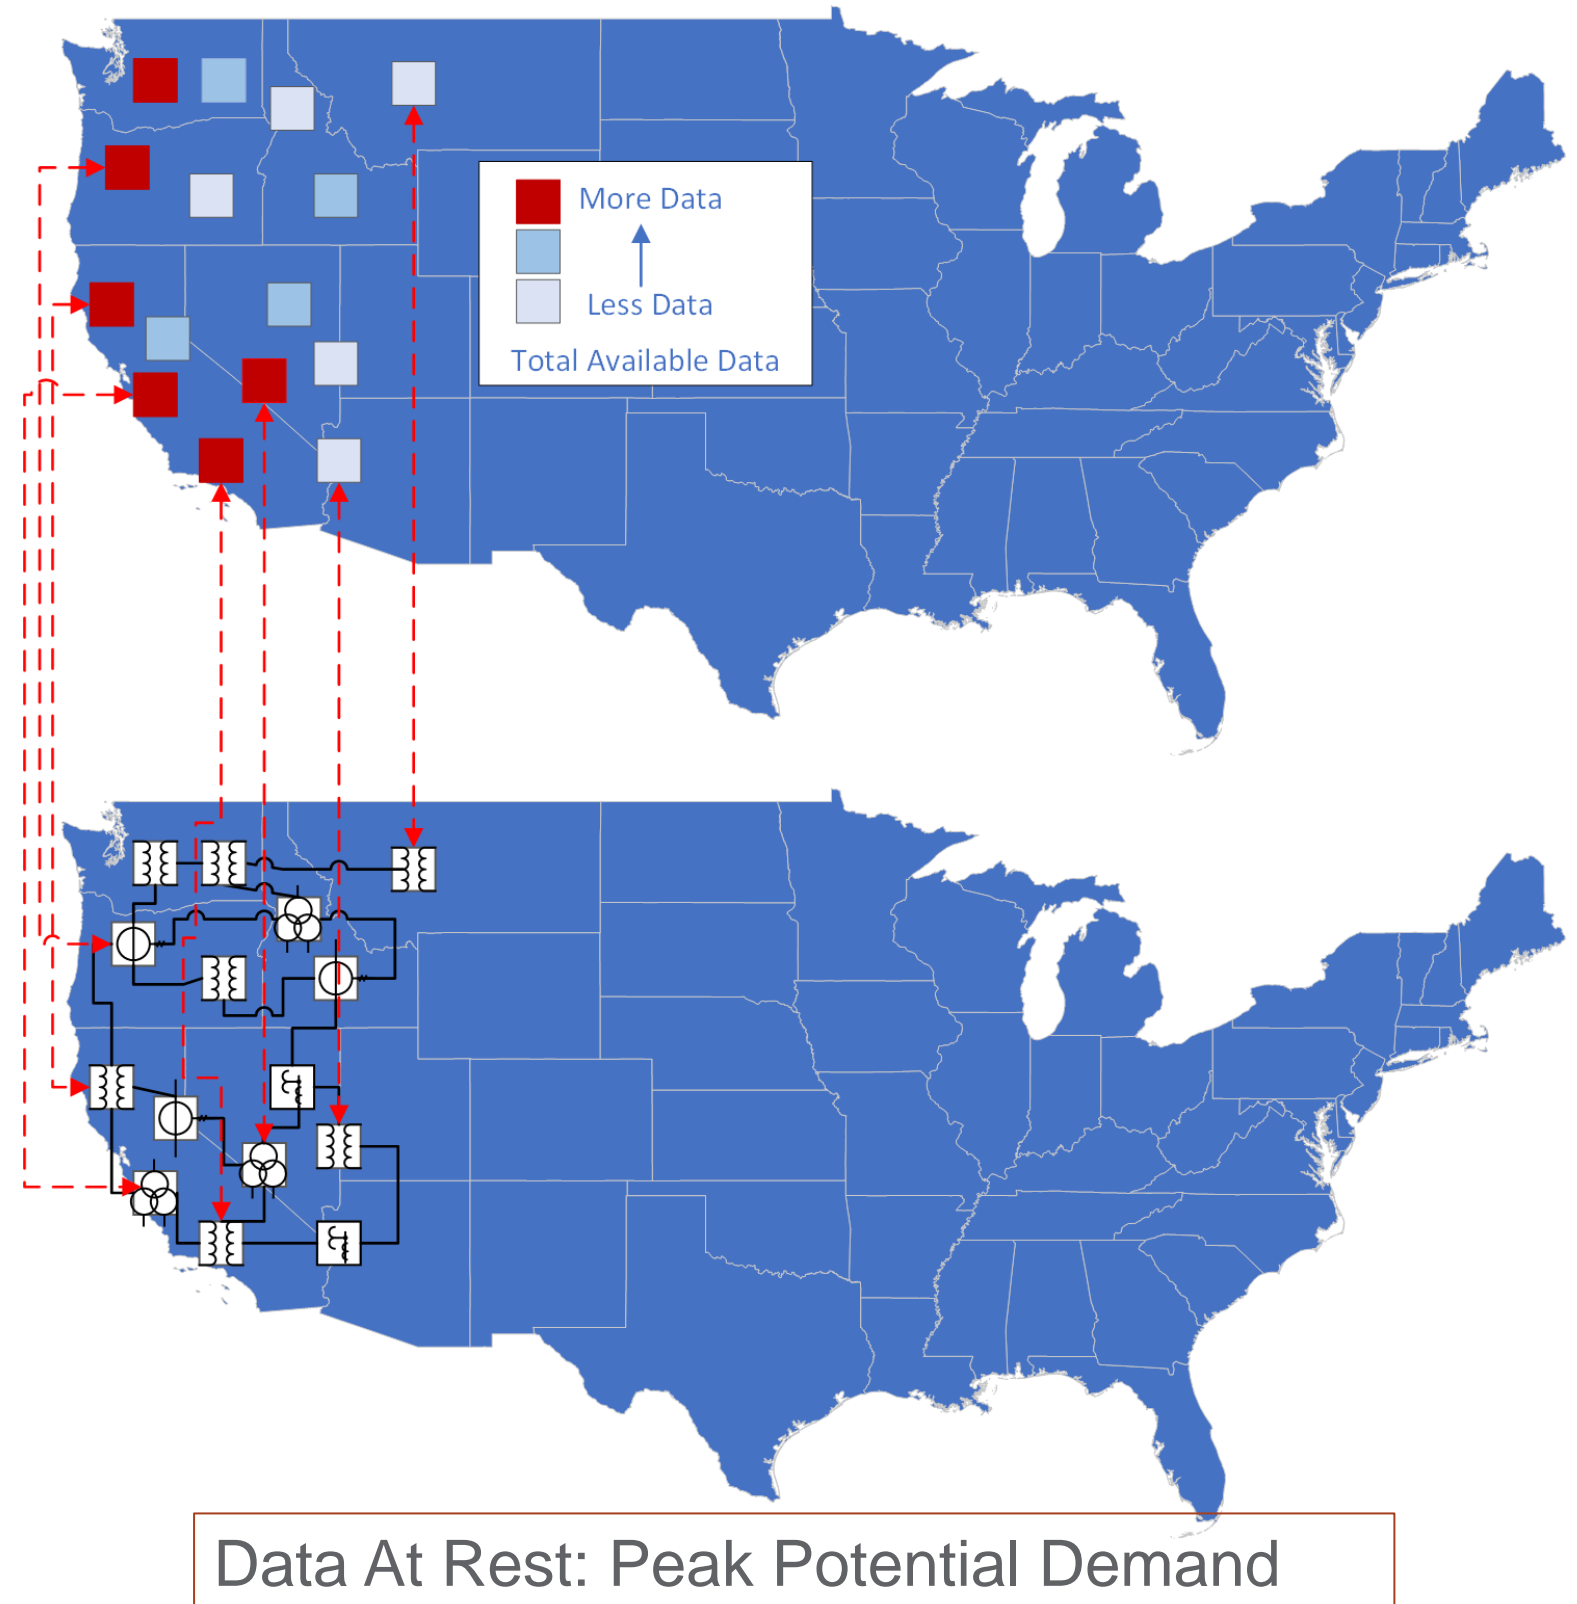 More Data
Less Data
Total Available Data
Data At Rest: Peak Potential Demand